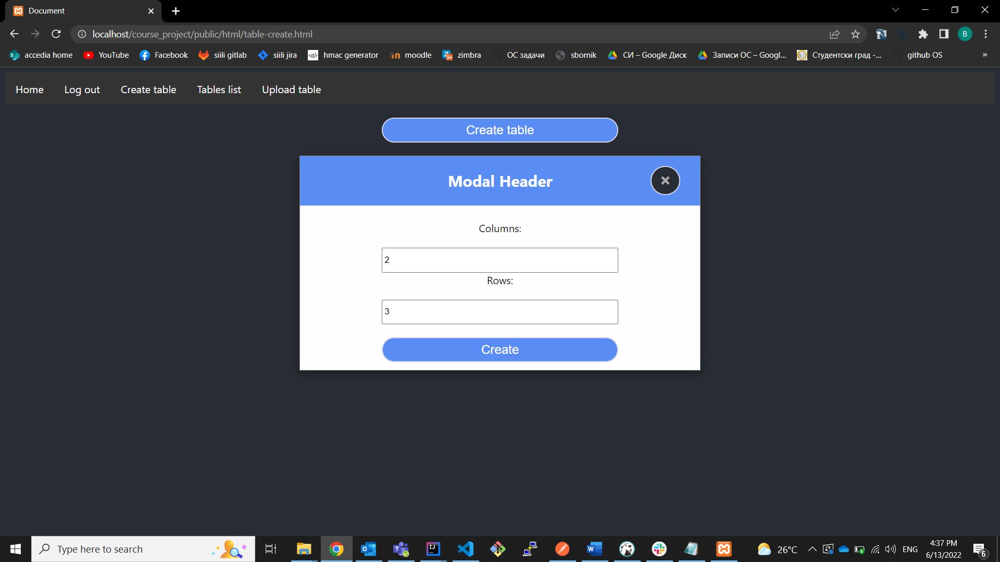 Document
localhost/course_project/public/html/table-create.html
B
accedia home YouTube Facebook siili gitlab siili jira hmac generator moodle zimbra ОС задачи sbornik СИ – Google Диск Записи ОС – Googl... Студентски град -... github OS »
Home Log out Create table Tables list Upload table
Create table
Modal Header
Columns:
2
Rows:
3
Create
Type here to search
26°C ENG
4:37 PM
6/13/2022
6